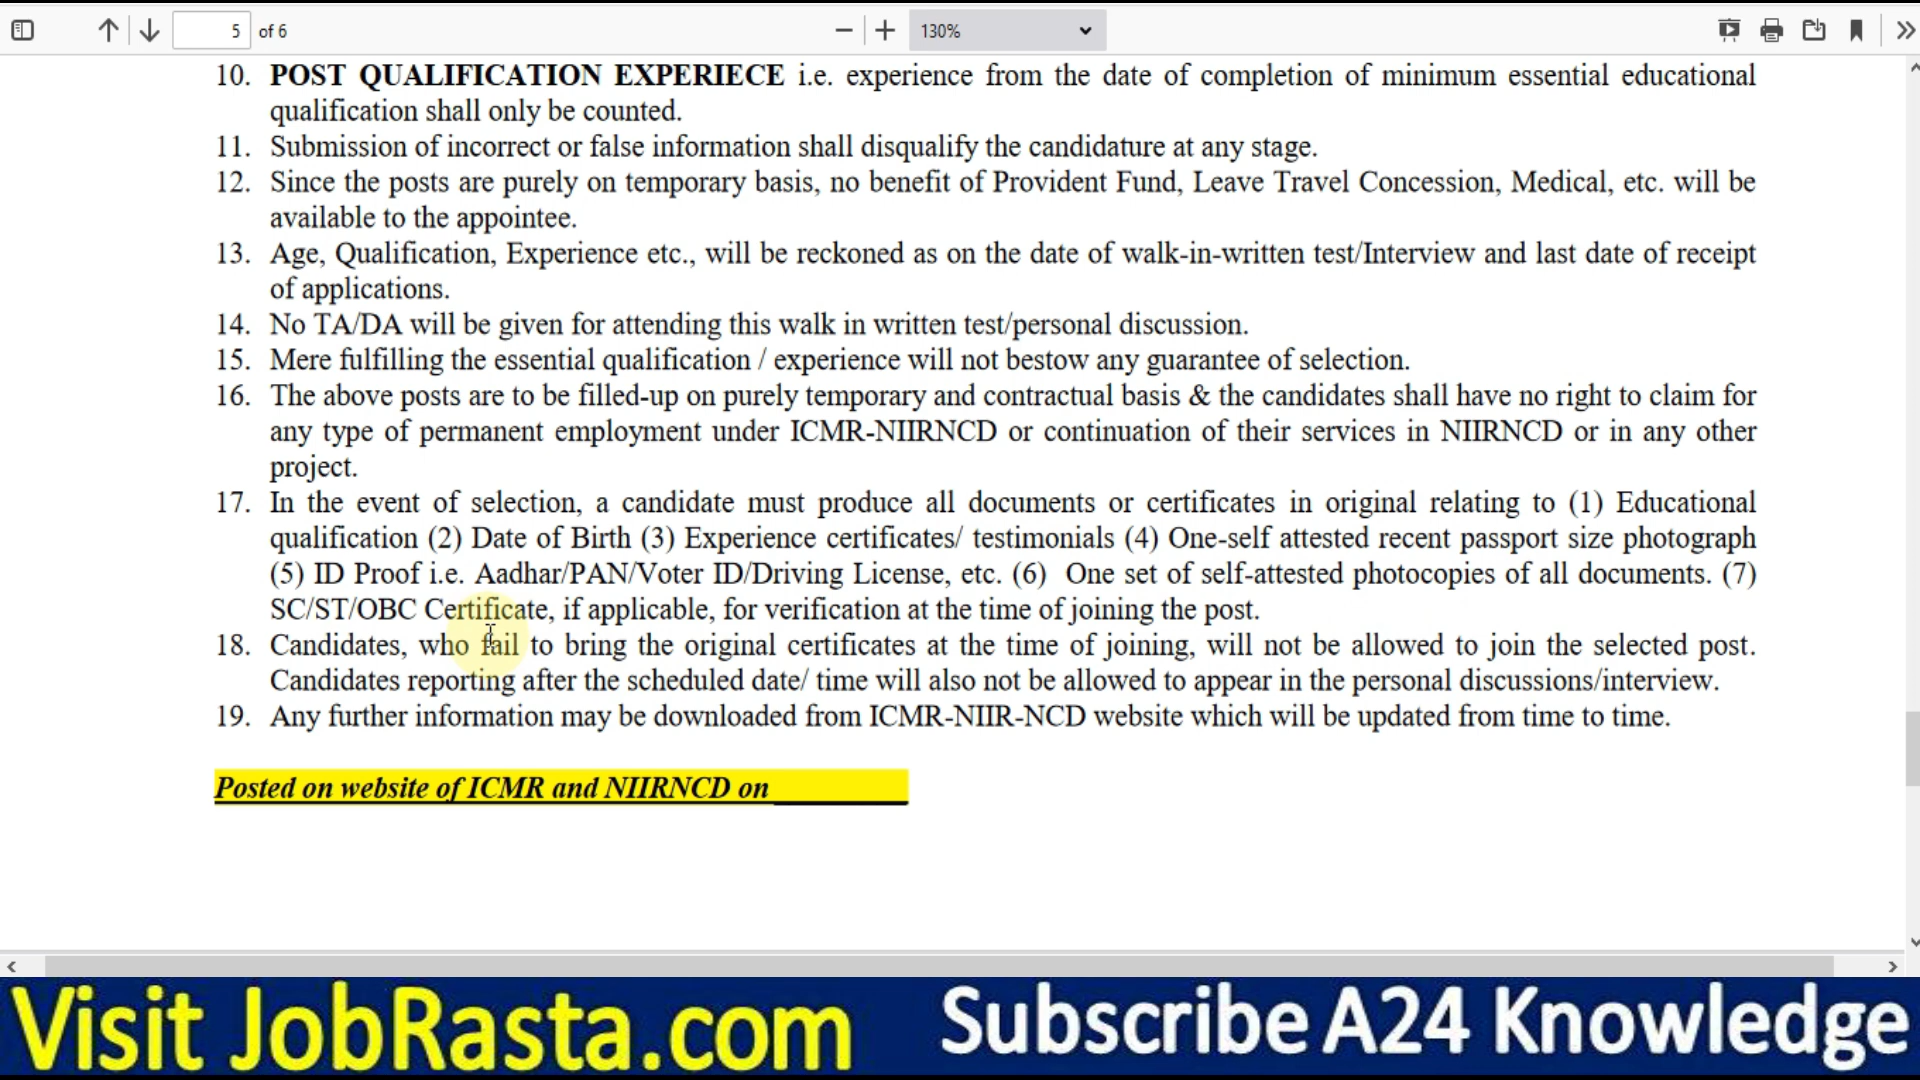 5 of 6 130%
10. POST QUALIFICATION EXPERIECE i.e. experience from the date of completion of minimum essential educational
qualification shall only be counted.
11. Submission of incorrect or false information shall disqualify the candidature at any stage.
12. Since the posts are purely on temporary basis, no benefit of Provident Fund, Leave Travel Concession, Medical, etc. will be
available to the appointee.
13. Age, Qualification, Experience etc., will be reckoned as on the date of walk-in-written test/Interview and last date of receipt
of applications.
14. No TA/DA will be given for attending this walk in written test/personal discussion.
15. Mere fulfilling the essential qualification / experience will not bestow any guarantee of selection.
16. The above posts are to be filled-up on purely temporary and contractual basis & the candidates shall have no right to claim for
any type of permanent employment under ICMR-NIIRNCD or continuation of their services in NIIRNCD or in any other
project.
17. In the event of selection, a candidate must produce all documents or certificates in original relating to (1) Educational
qualification (2) Date of Birth (3) Experience certificates/ testimonials (4) One-self attested recent passport size photograph
(5) ID Proof i.e. Aadhar/PAN/Voter ID/Driving License, etc. (6) One set of self-attested photocopies of all documents. (7)
SC/ST/OBC Certificate, if applicable, for verification at the time of joining the post.
18. Candidates, who fail to bring the original certificates at the time of joining, will not be allowed to join the selected post.
Candidates reporting after the scheduled date/ time will also not be allowed to appear in the personal discussions/interview.
19. Any further information may be downloaded from ICMR-NIIR-NCD website which will be updated from time to time.
Posted on website of ICMR and NIIRNCD on __________
Visit JobRasta.com Subscribe A24 Knowledge